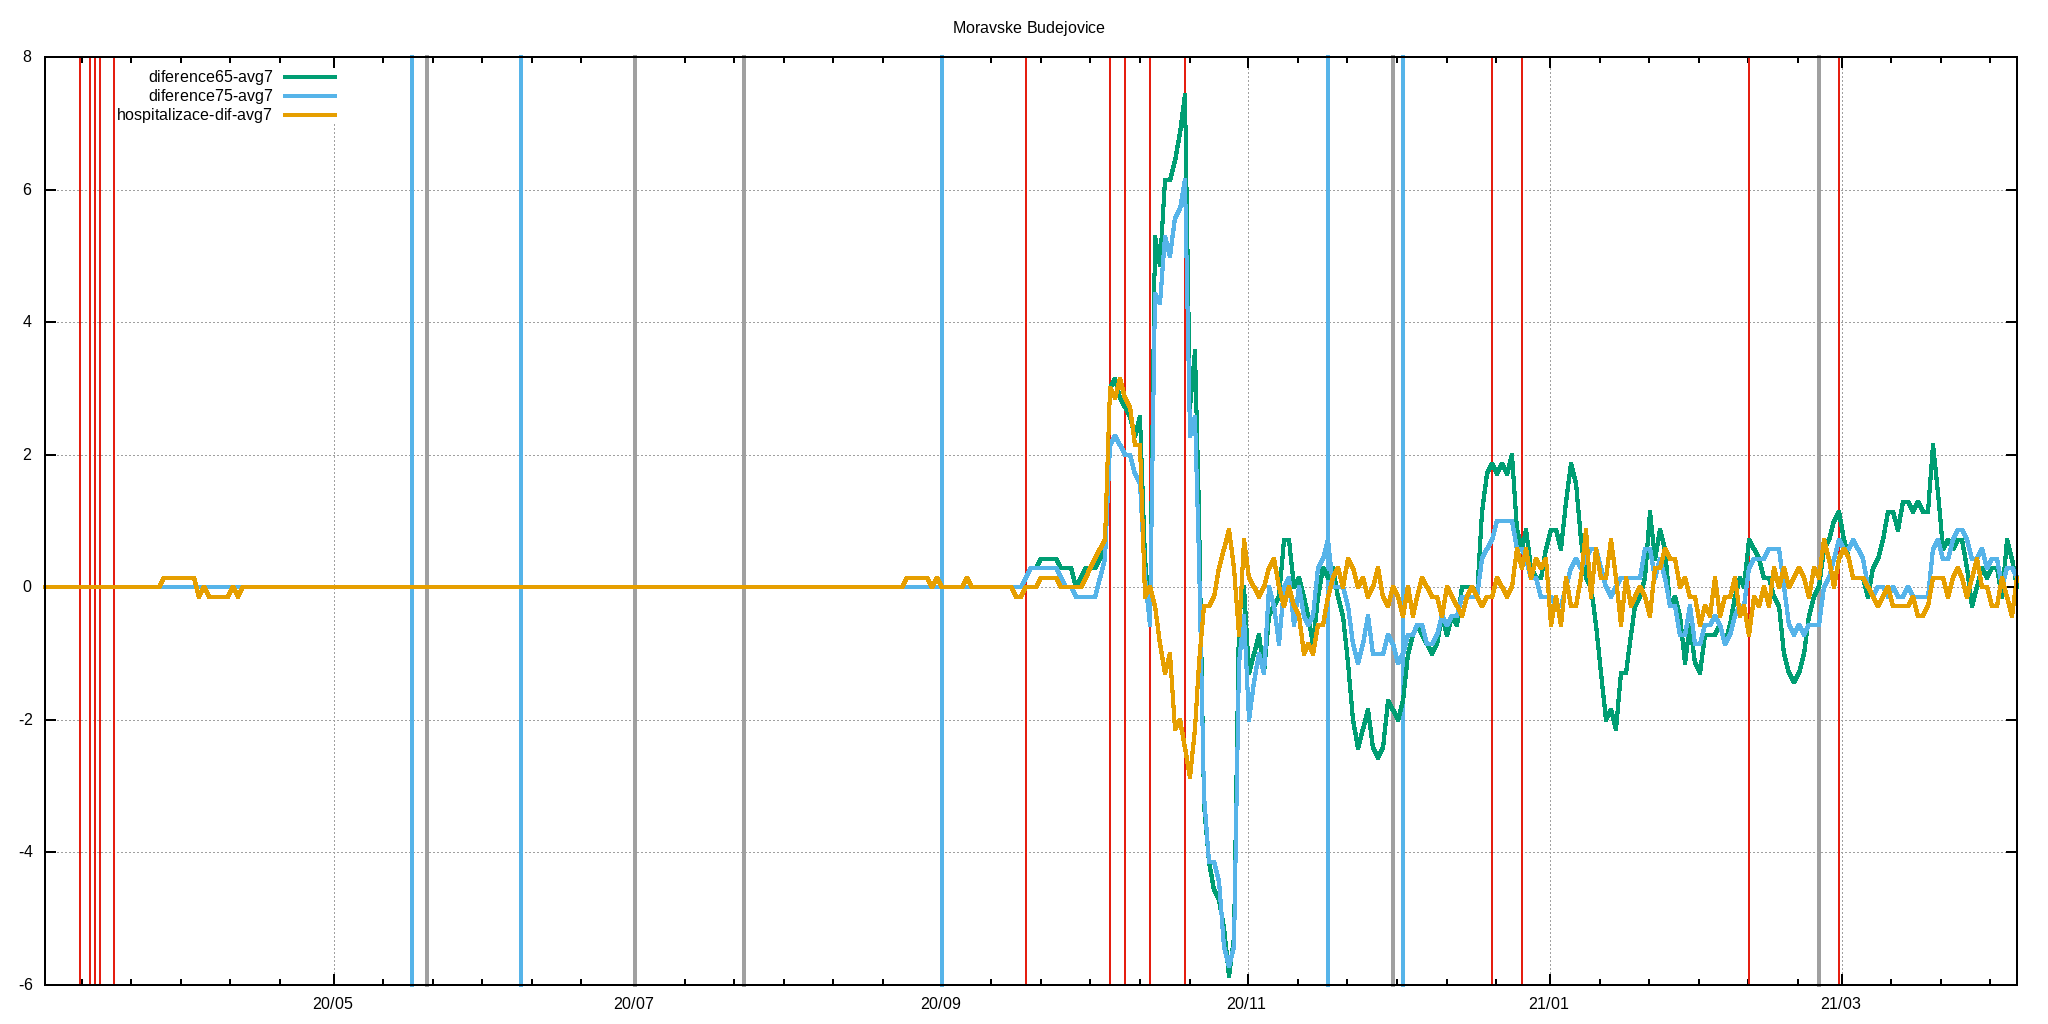 Moravske Budejovice
8
diference65-avg7
diference75-avg7
hospitalizace-dif-avg7
6
4
2
0
-2
-4
-6
20/05 20/07 20/09 20/11 21/01 21/03